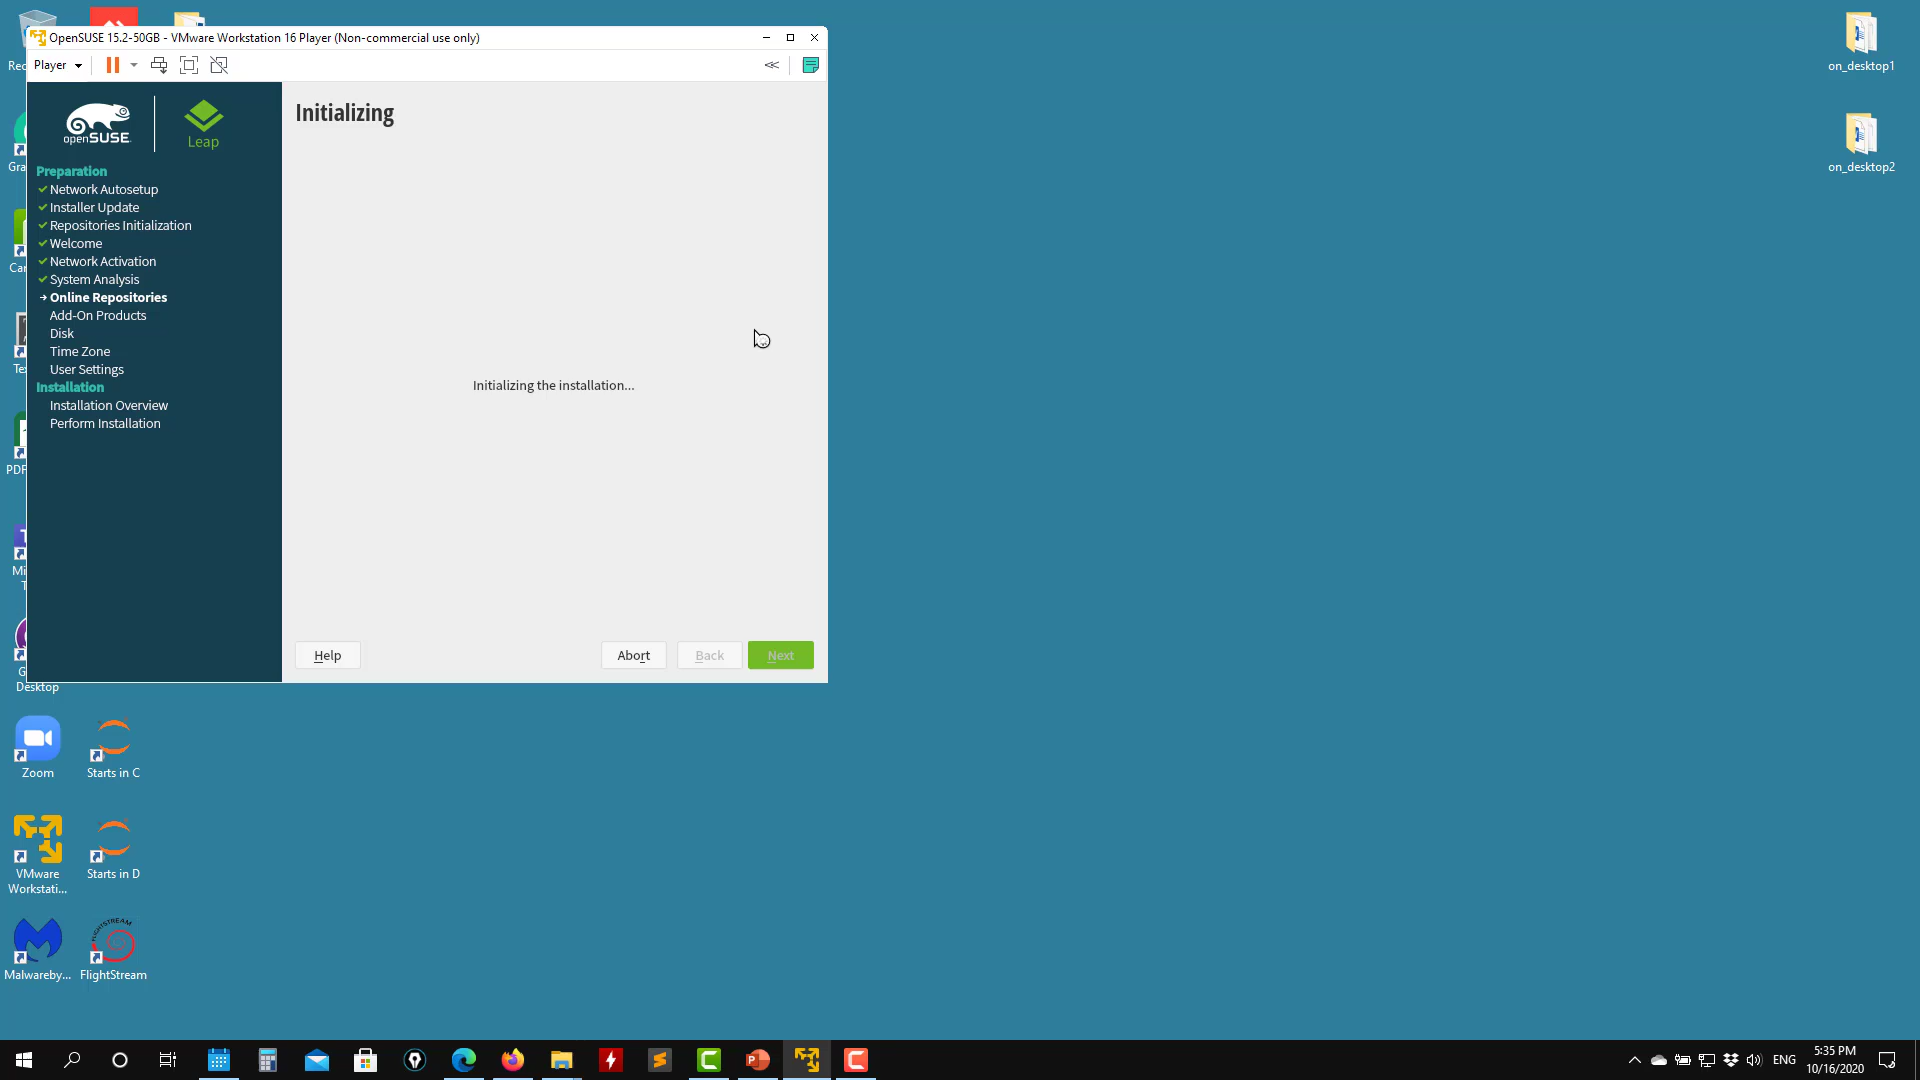 OpenSUSE 15.2-50GB - VMware Workstation 16 Player (Non-commercial use only)
Player
openSUSE
Leap
Preparation
Network Autosetup
Installer Update
Repositories Initialization
Welcome
Network Activation
System Analysis
Online Repositories
Add-On Products
Disk
Time Zone
User Settings
Installation
Installation Overview
Perform Installation
Initializing
Initializing the installation...
Help
Abort
Back
Next
Desktop
Zoom
Starts in C
VMware
Workstati...
Starts in D
Malwareby...
FLIGHTSTREAM
FlightStream
on_desktop1
on_desktop2
ENG
5:35 PM
10/16/2020